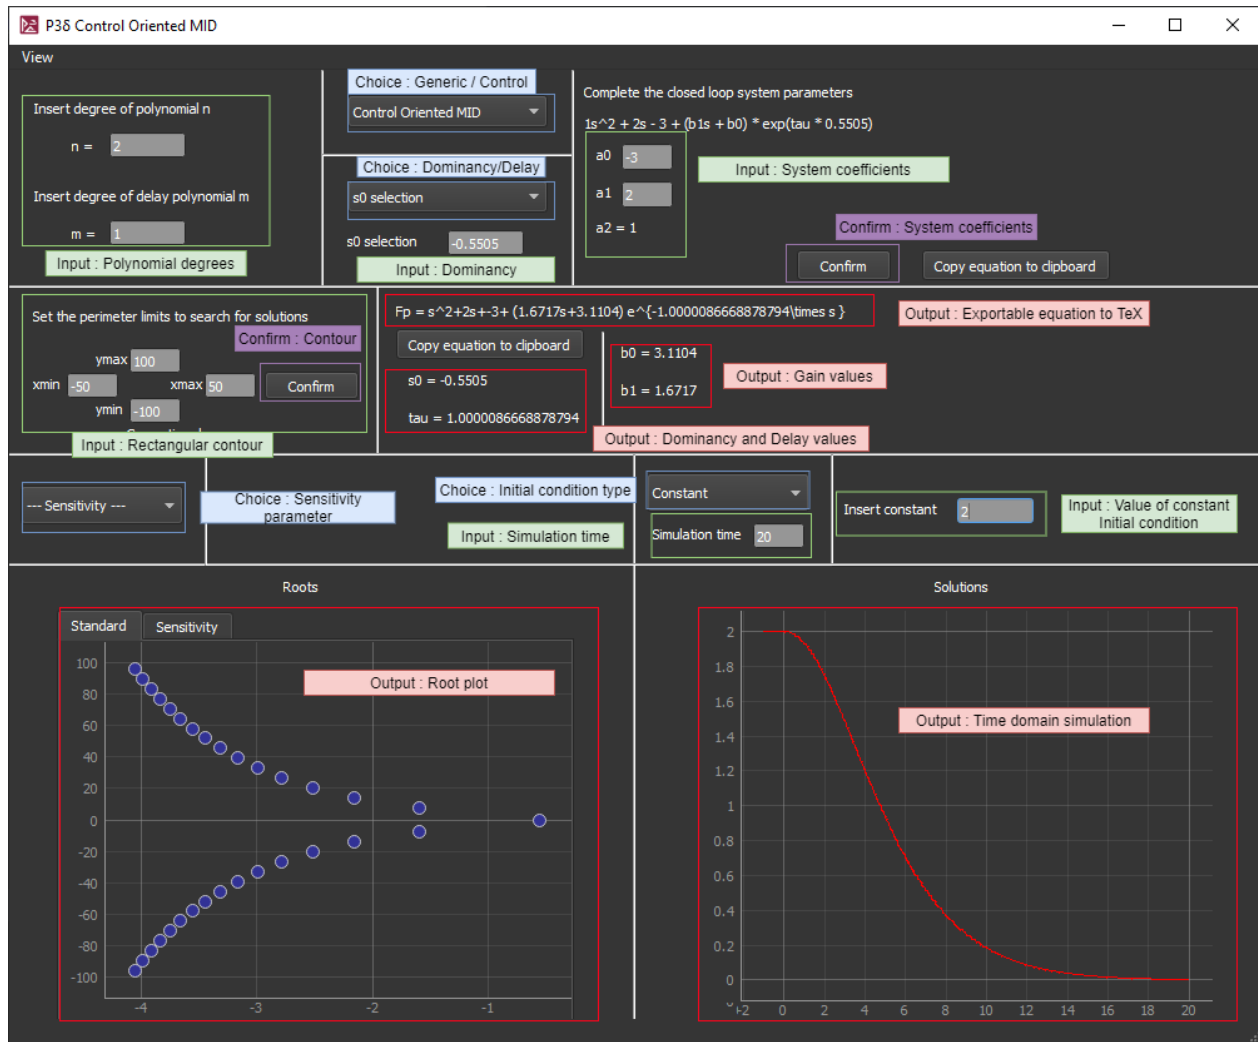 P3δ Control Oriented MID
View
Insert degree of polynomial n
n = 2
Insert degree of delay polynomial m
m = 1
Input : Polynomial degrees
Choice : Generic / Control
Control Oriented MID
Choice : Dominancy/Delay
s0 selection
s0 selection -0.5505
Input : Dominancy
Complete the closed loop system parameters
1s^2 + 2s - 3 + (b1s + b0) * exp(tau * 0.5505)
a0 -3
a1 2
a2 = 1
Input : System coefficients
Confirm : System coefficients
Confirm
Copy equation to clipboard
Set the perimeter limits to search for solutions
Confirm : Contour
ymax 100
xmin -50
xmax 50
Confirm
ymin -100
Input : Rectangular contour
Fp = s^2+2s+-3+ (1.6717s+3.1104) e^{-1.0000086668878794\times s }
Output : Exportable equation to TeX
Copy equation to clipboard
s0 = -0.5505
tau = 1.0000086668878794
b0 = 3.1104
b1 = 1.6717
Output : Gain values
Output : Dominancy and Delay values
--- Sensitivity ---
Choice : Sensitivity
parameter
Choice : Initial condition type
Constant
Input : Simulation time
Simulation time 20
Insert constant 2
Input : Value of constant
Initial condition
Roots
Standard
Sensitivity
Output : Root plot
100
80
60
40
20
0
-20
-40
-60
-80
-100
-4 -3 -2 -1
Solutions
Output : Time domain simulation
2
1.8
1.6
1.4
1.2
1
0.8
0.6
0.4
0.2
0
-2 0 2 4 6 8 10 12 14 16 18 20